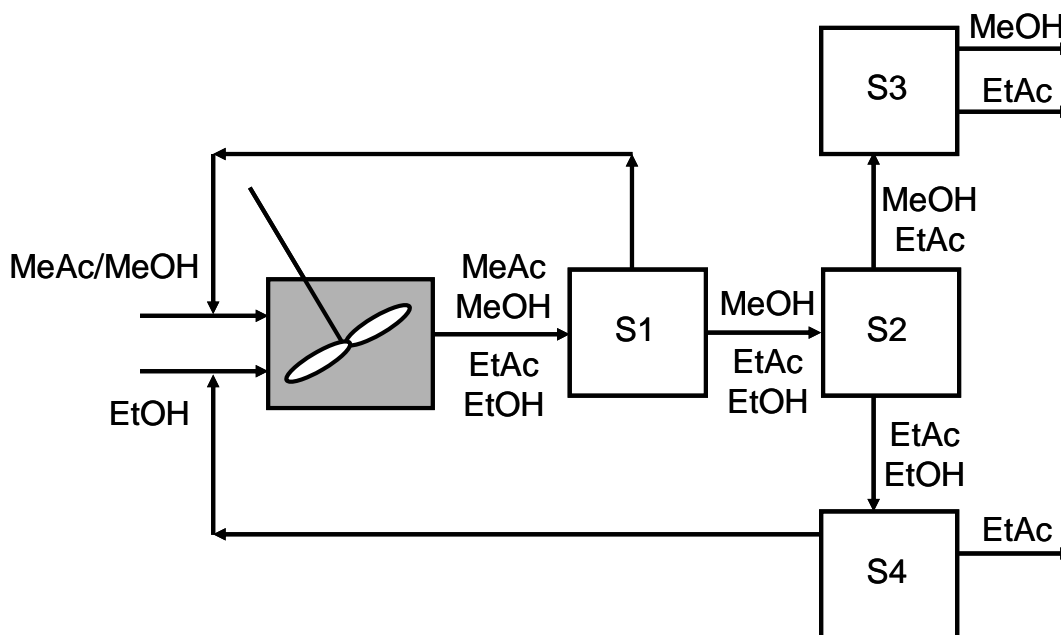 MeOH
S3
EtAc
MeOH
EtAc
MeAc/MeOH
MeAc
MeOH
S1
MeOH
S2
EtAc
EtOH
EtAc
EtOH
EtOH
EtAc
EtOH
EtAc
S4